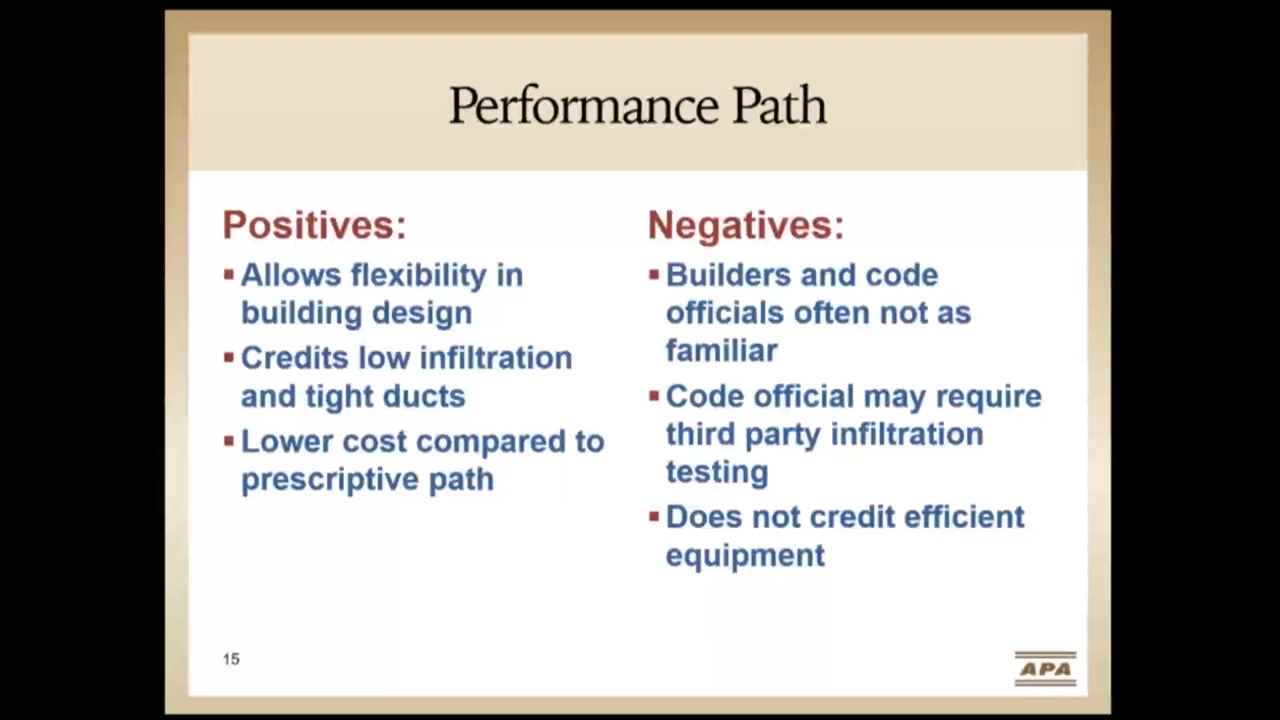 Performance Path
Positives:
▪ Allows flexibility in
building design
▪ Credits low infiltration
and tight ducts
▪ Lower cost compared to
prescriptive path
Negatives:
▪ Builders and code
officials often not as
familiar
▪ Code official may require
third party infiltration
testing
▪ Does not credit efficient
equipment
15
APA